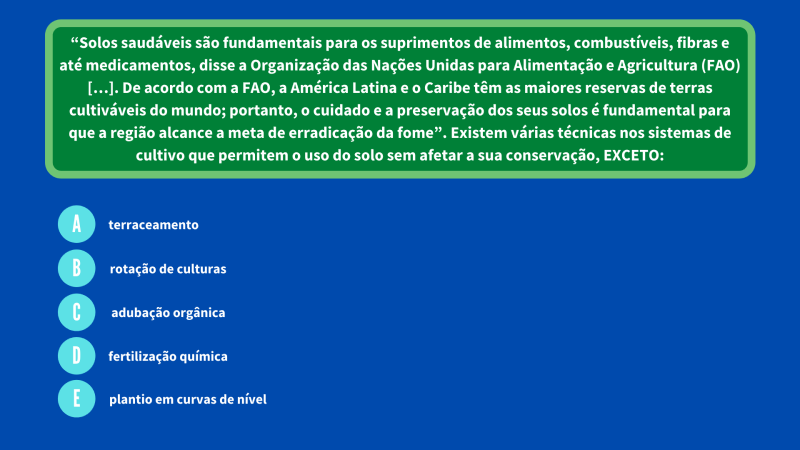 “Solos saudáveis são fundamentais para os suprimentos de alimentos, combustíveis, fibras e
até medicamentos, disse a Organização das Nações Unidas para Alimentação e Agricultura (FAO)
[...]. De acordo com a FAO, a América Latina e o Caribe têm as maiores reservas de terras
cultiváveis do mundo; portanto, o cuidado e a preservação dos seus solos é fundamental para
que a região alcance a meta de erradicação da fome”. Existem várias técnicas nos sistemas de
cultivo que permitem o uso do solo sem afetar a sua conservação, EXCETO:
A terraceamento
B rotação de culturas
C adubação orgânica
D fertilização química
E plantio em curvas de nível